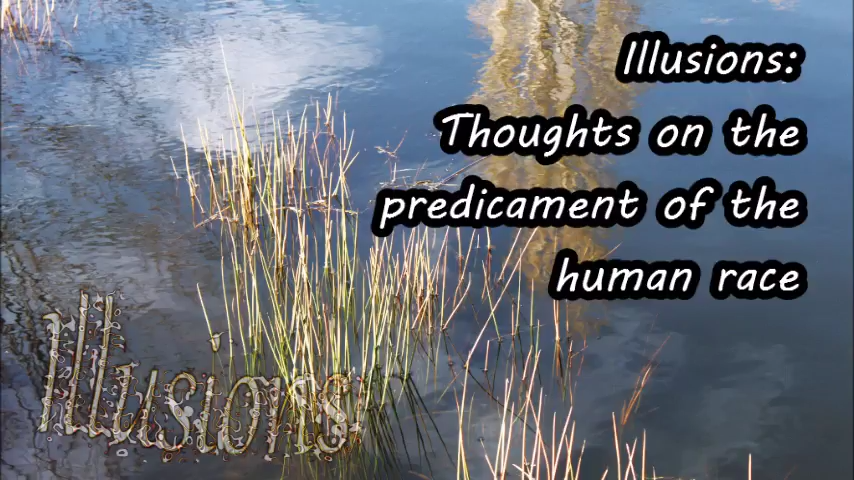 Illusions:
Thoughts on the
predicament of the
human race
Illusions